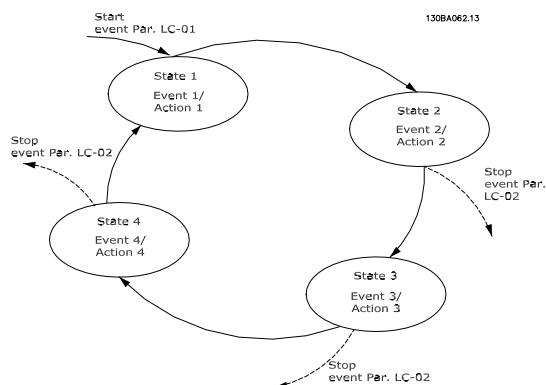 Start
event Par. LC-01
130BA062.13
State 1
Event 1/
Action 1
State 2
Event 2/
Action 2
Stop
event Par. LC-02
Stop
event Par.
LC-02
State 4
Event 4/
Action 4
State 3
Event 3/
Action 3
Stop
event Par. LC-02